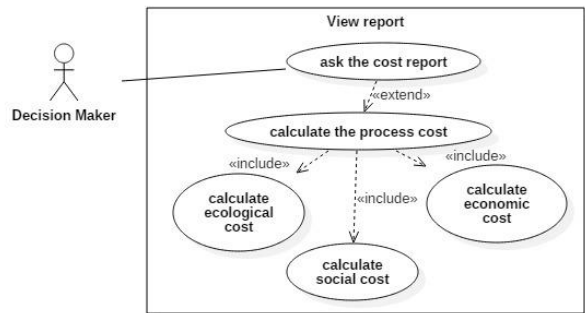 View report
ask the cost report
«extend»
Decision Maker
calculate the process cost
«include»
«include»
calculate
ecological
cost
«include»
calculate
economic
cost
calculate
social cost